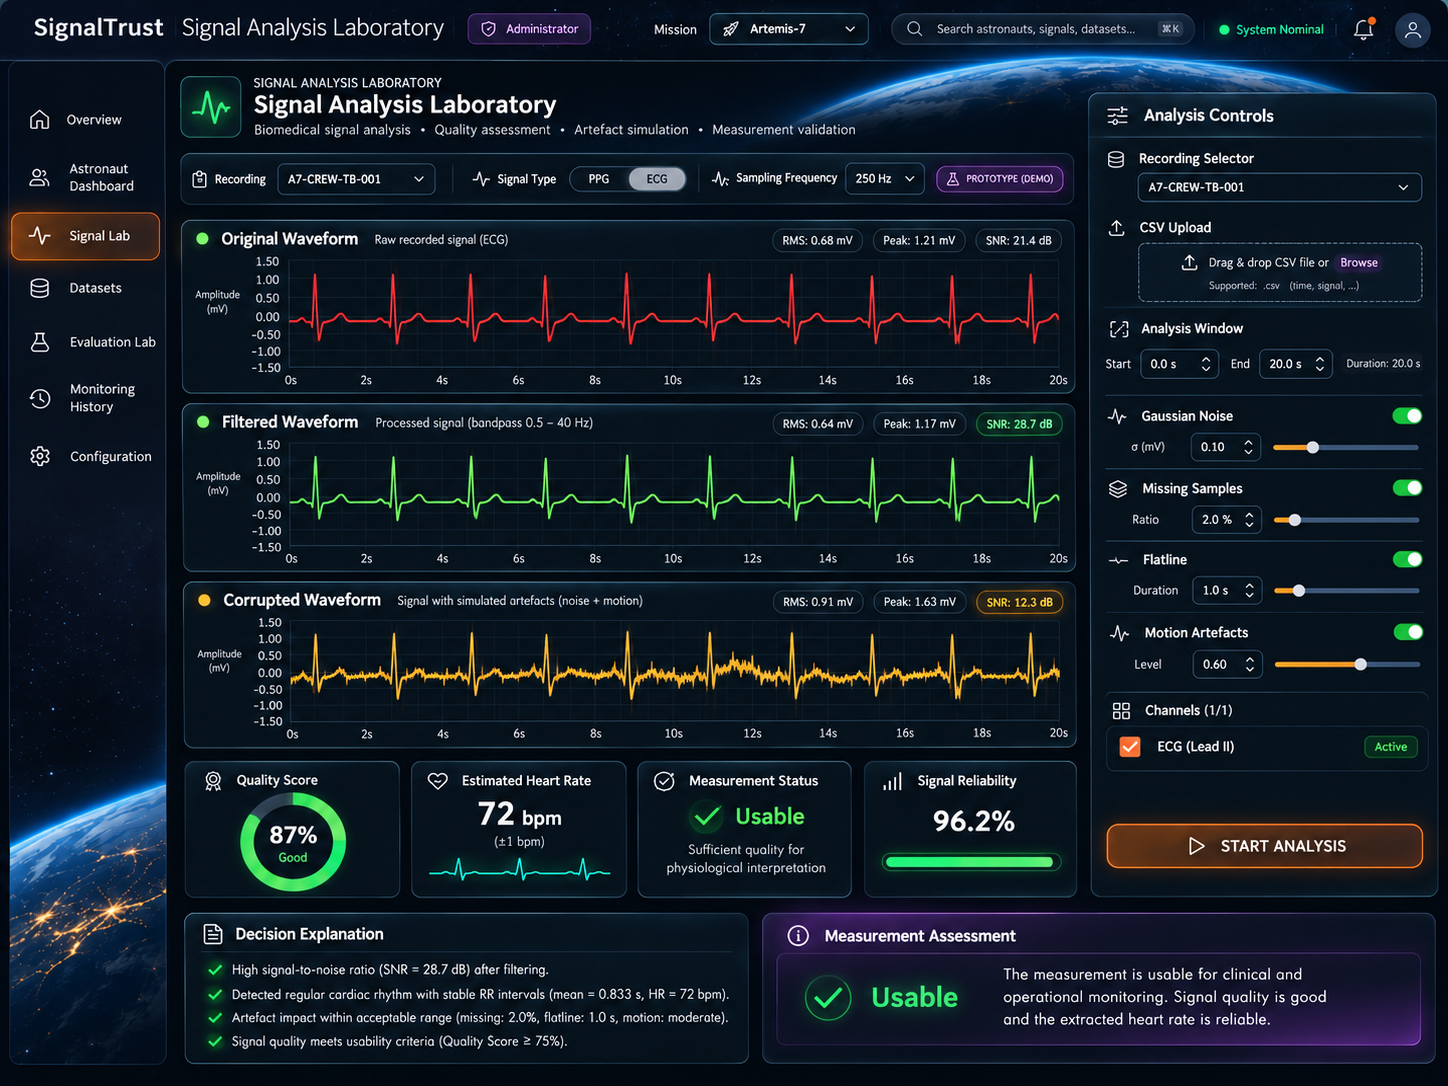 SignalTrust Signal Analysis Laboratory Administrator Mission Artemis-7 Search astronauts, signals, datasets... ⌘K System Nominal
Overview
Astronaut
Dashboard
Signal Lab
Datasets
Evaluation Lab
Monitoring
History
Configuration
SIGNAL ANALYSIS LABORATORY
Signal Analysis Laboratory
Biomedical signal analysis • Quality assessment • Artefact simulation • Measurement validation
Recording A7-CREW-TB-001 Signal Type PPG ECG Sampling Frequency 250 Hz PROTOTYPE (DEMO)
Original Waveform Raw recorded signal (ECG) RMS: 0.68 mV Peak: 1.21 mV SNR: 21.4 dB
Amplitude
(mV)
1.50
1.00
0.50
0.00
-0.50
-1.00
-1.50
0s 2s 4s 6s 8s 10s 12s 14s 16s 18s 20s
Filtered Waveform Processed signal (bandpass 0.5 – 40 Hz) RMS: 0.64 mV Peak: 1.17 mV SNR: 28.7 dB
Amplitude
(mV)
1.50
1.00
0.50
0.00
-0.50
-1.00
-1.50
0s 2s 4s 6s 8s 10s 12s 14s 16s 18s 20s
Corrupted Waveform Signal with simulated artefacts (noise + motion) RMS: 0.91 mV Peak: 1.63 mV SNR: 12.3 dB
Amplitude
(mV)
1.50
1.00
0.50
0.00
-0.50
-1.00
-1.50
0s 2s 4s 6s 8s 10s 12s 14s 16s 18s 20s
Quality Score
87%
Good
Estimated Heart Rate
72 bpm
(±1 bpm)
Measurement Status
Usable
Sufficient quality for
physiological interpretation
Signal Reliability
96.2%
Analysis Controls
Recording Selector
A7-CREW-TB-001
CSV Upload
Drag & drop CSV file or Browse
Supported: .csv (time, signal, ...)
Analysis Window
Start 0.0 s End 20.0 s Duration: 20.0 s
Gaussian Noise
σ (mV) 0.10
Missing Samples
Ratio 2.0 %
Flatline
Duration 1.0 s
Motion Artefacts
Level 0.60
Channels (1/1)
ECG (Lead II) Active
START ANALYSIS
Decision Explanation
High signal-to-noise ratio (SNR = 28.7 dB) after filtering.
Detected regular cardiac rhythm with stable RR intervals (mean = 0.833 s, HR = 72 bpm).
Artefact impact within acceptable range (missing: 2.0%, flatline: 1.0 s, motion: moderate).
Signal quality meets usability criteria (Quality Score ≥ 75%).
Measurement Assessment
Usable
The measurement is usable for clinical and
operational monitoring. Signal quality is good
and the extracted heart rate is reliable.